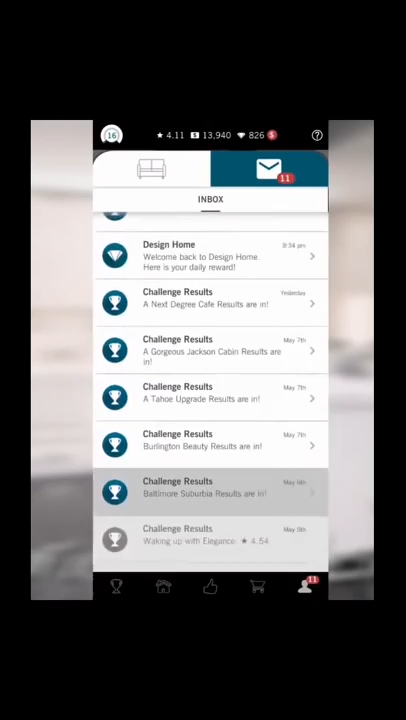 16 ★ 4.11 13,940 826 $ ?
11
INBOX
Design Home 9:34 pm
Welcome back to Design Home.
Here is your daily reward!
Challenge Results Yesterday
A Next Degree Cafe Results are in!
Challenge Results May 7th
A Gorgeous Jackson Cabin Results are
in!
Challenge Results May 7th
A Tahoe Upgrade Results are in!
Challenge Results May 7th
Burlington Beauty Results are in!
Challenge Results May 6th
Baltimore Suburbia Results are in!
Challenge Results May 5th
Waking up with Elegance: ★ 4.54
11